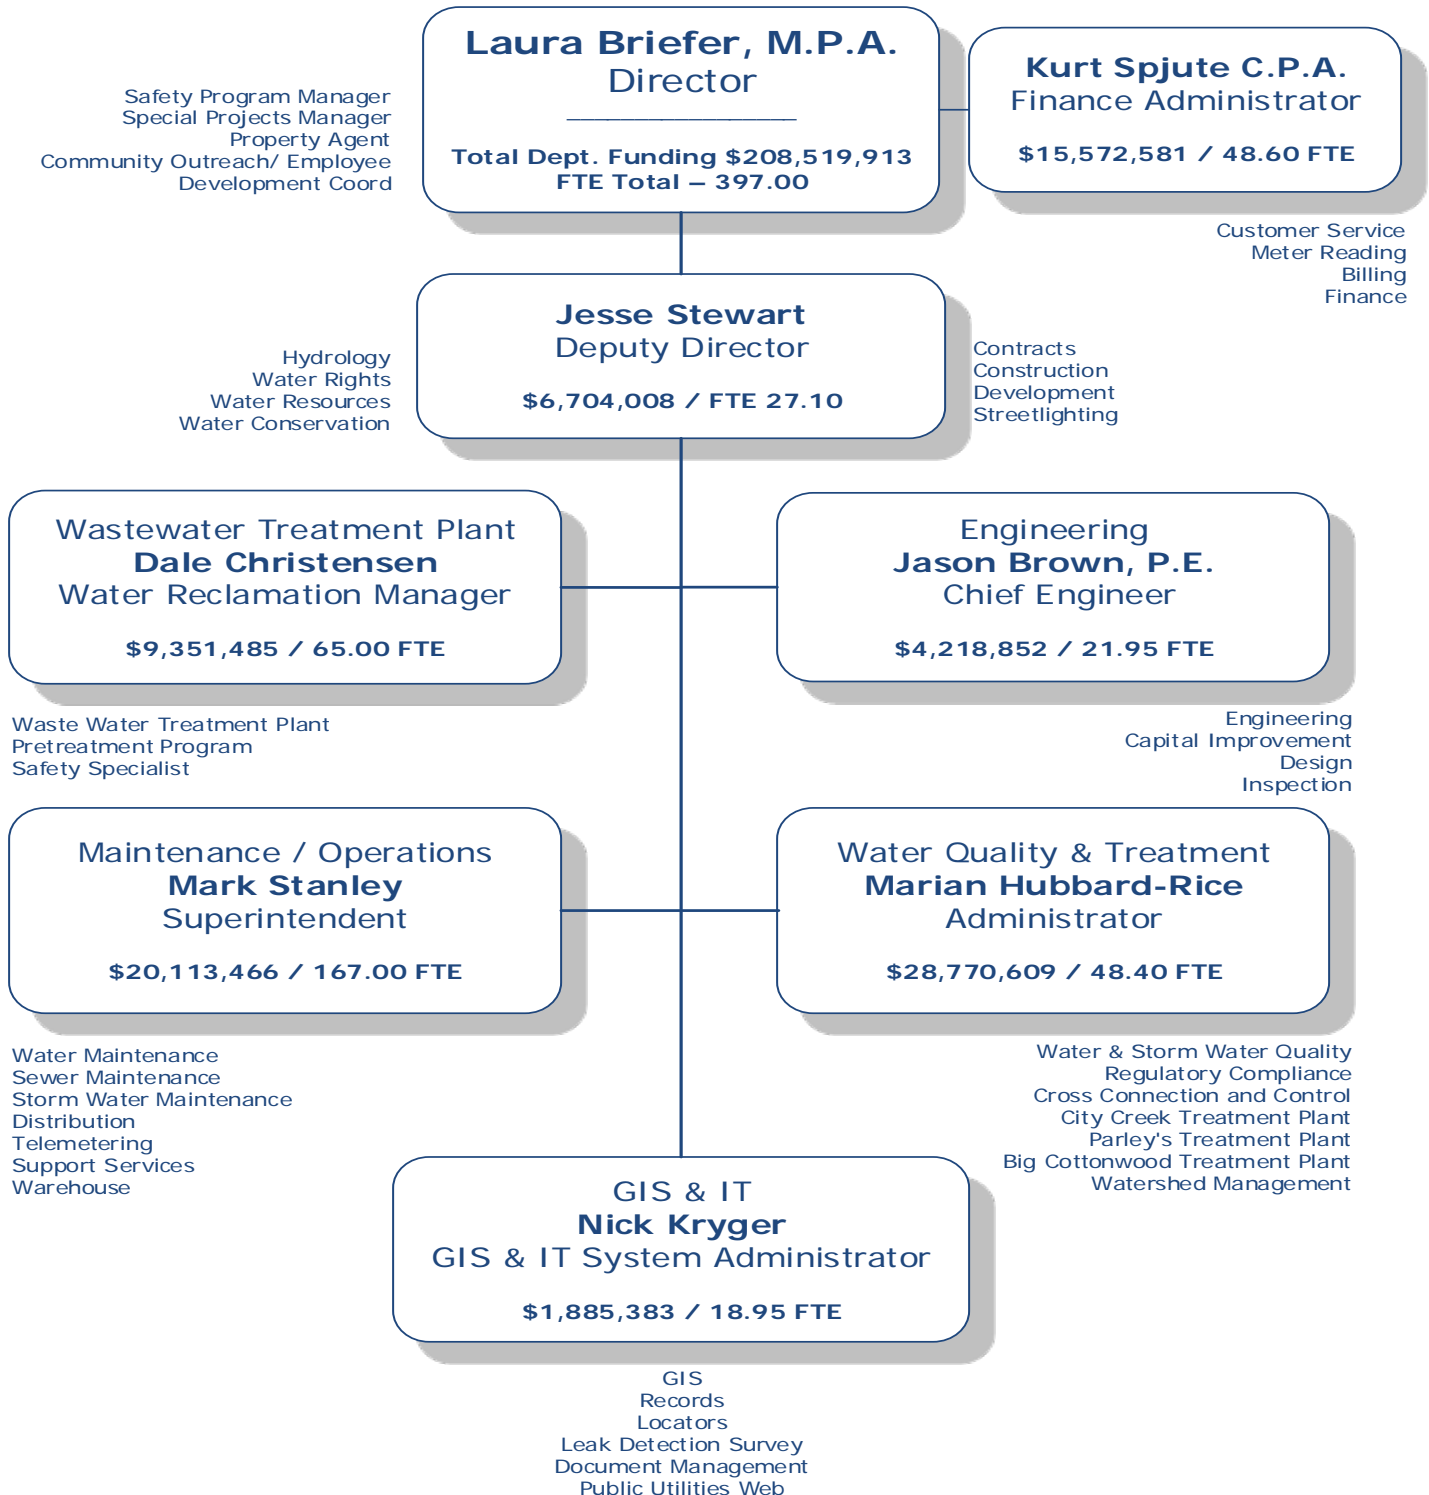 Laura Briefer, M.P.A.
Director
Total Dept. Funding $208,519,913
FTE Total – 397.00
Kurt Spjute C.P.A.
Finance Administrator
$15,572,581 / 48.60 FTE
Safety Program Manager
Special Projects Manager
Property Agent
Community Outreach/ Employee
Development Coord
Customer Service
Meter Reading
Billing
Finance
Jesse Stewart
Deputy Director
$6,704,008 / FTE 27.10
Hydrology
Water Rights
Water Resources
Water Conservation
Contracts
Construction
Development
Streetlighting
Wastewater Treatment Plant
Dale Christensen
Water Reclamation Manager
$9,351,485 / 65.00 FTE
Waste Water Treatment Plant
Pretreatment Program
Safety Specialist
Engineering
Jason Brown, P.E.
Chief Engineer
$4,218,852 / 21.95 FTE
Engineering
Capital Improvement
Design
Inspection
Maintenance / Operations
Mark Stanley
Superintendent
$20,113,466 / 167.00 FTE
Water Maintenance
Sewer Maintenance
Storm Water Maintenance
Distribution
Telemetering
Support Services
Warehouse
Water Quality & Treatment
Marian Hubbard-Rice
Administrator
$28,770,609 / 48.40 FTE
Water & Storm Water Quality
Regulatory Compliance
Cross Connection and Control
City Creek Treatment Plant
Parley's Treatment Plant
Big Cottonwood Treatment Plant
Watershed Management
GIS & IT
Nick Kryger
GIS & IT System Administrator
$1,885,383 / 18.95 FTE
GIS
Records
Locators
Leak Detection Survey
Document Management
Public Utilities Web